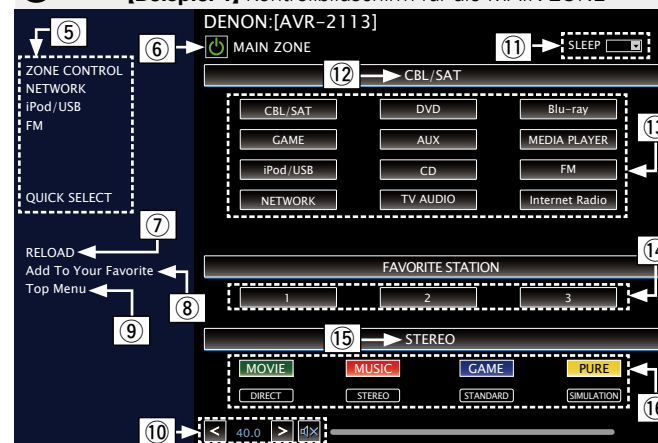 [Beispiel 1] Kontrollbildschirm für die MAIN ZONE
DENON:[AVR-2113]
⑤
⑥
MAIN ZONE
⑪
SLEEP
ZONE CONTROL
NETWORK
iPod/USB
FM
QUICK SELECT
⑫
CBL/SAT
CBL/SAT
DVD
Blu-ray
⑬
GAME
AUX
MEDIA PLAYER
iPod/USB
CD
FM
NETWORK
TV AUDIO
Internet Radio
⑦
RELOAD
Add To Your Favorite
Top Menu
⑧
⑨
FAVORITE STATION
⑭
1
2
3
⑮
STEREO
MOVIE
MUSIC
GAME
PURE
⑯
DIRECT
STEREO
STANDARD
SIMULATION
⑩
<
40.0
>